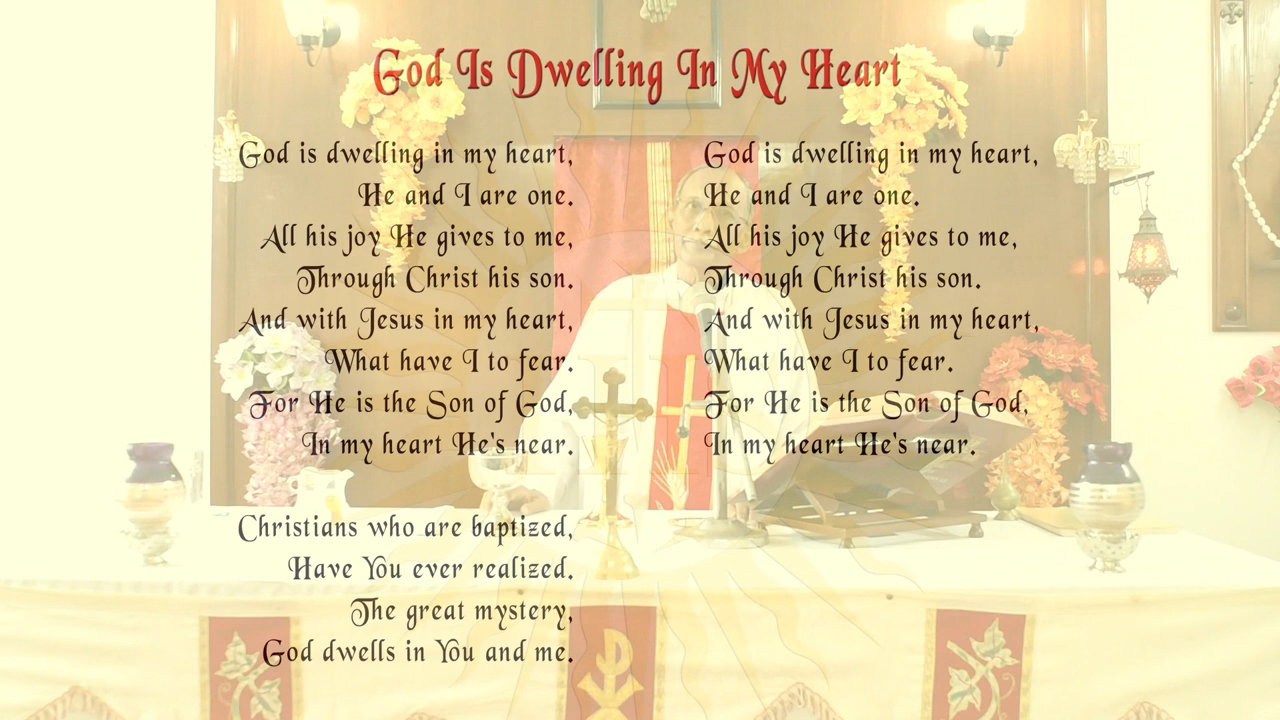 God Is Dwelling In My Heart
God is dwelling in my heart,
He and I are one.
All his joy He gives to me,
Through Christ his son.
And with Jesus in my heart,
What have I to fear.
For He is the Son of God,
In my heart He's near.
Christians who are baptized,
Have You ever realized.
The great mystery,
God dwells in You and me.
God is dwelling in my heart,
He and I are one.
All his joy He gives to me,
Through Christ his son.
And with Jesus in my heart,
What have I to fear.
For He is the Son of God,
In my heart He's near.